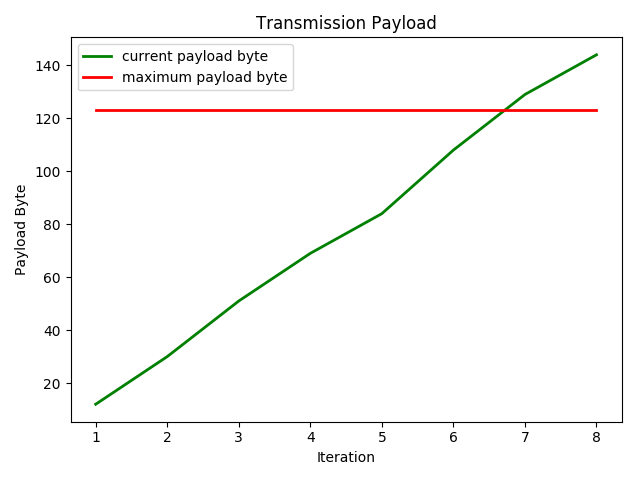 Transmission Payload
current payload byte
maximum payload byte
140
120
100
80
60
40
20
Payload Byte
1 2 3 4 5 6 7 8
Iteration